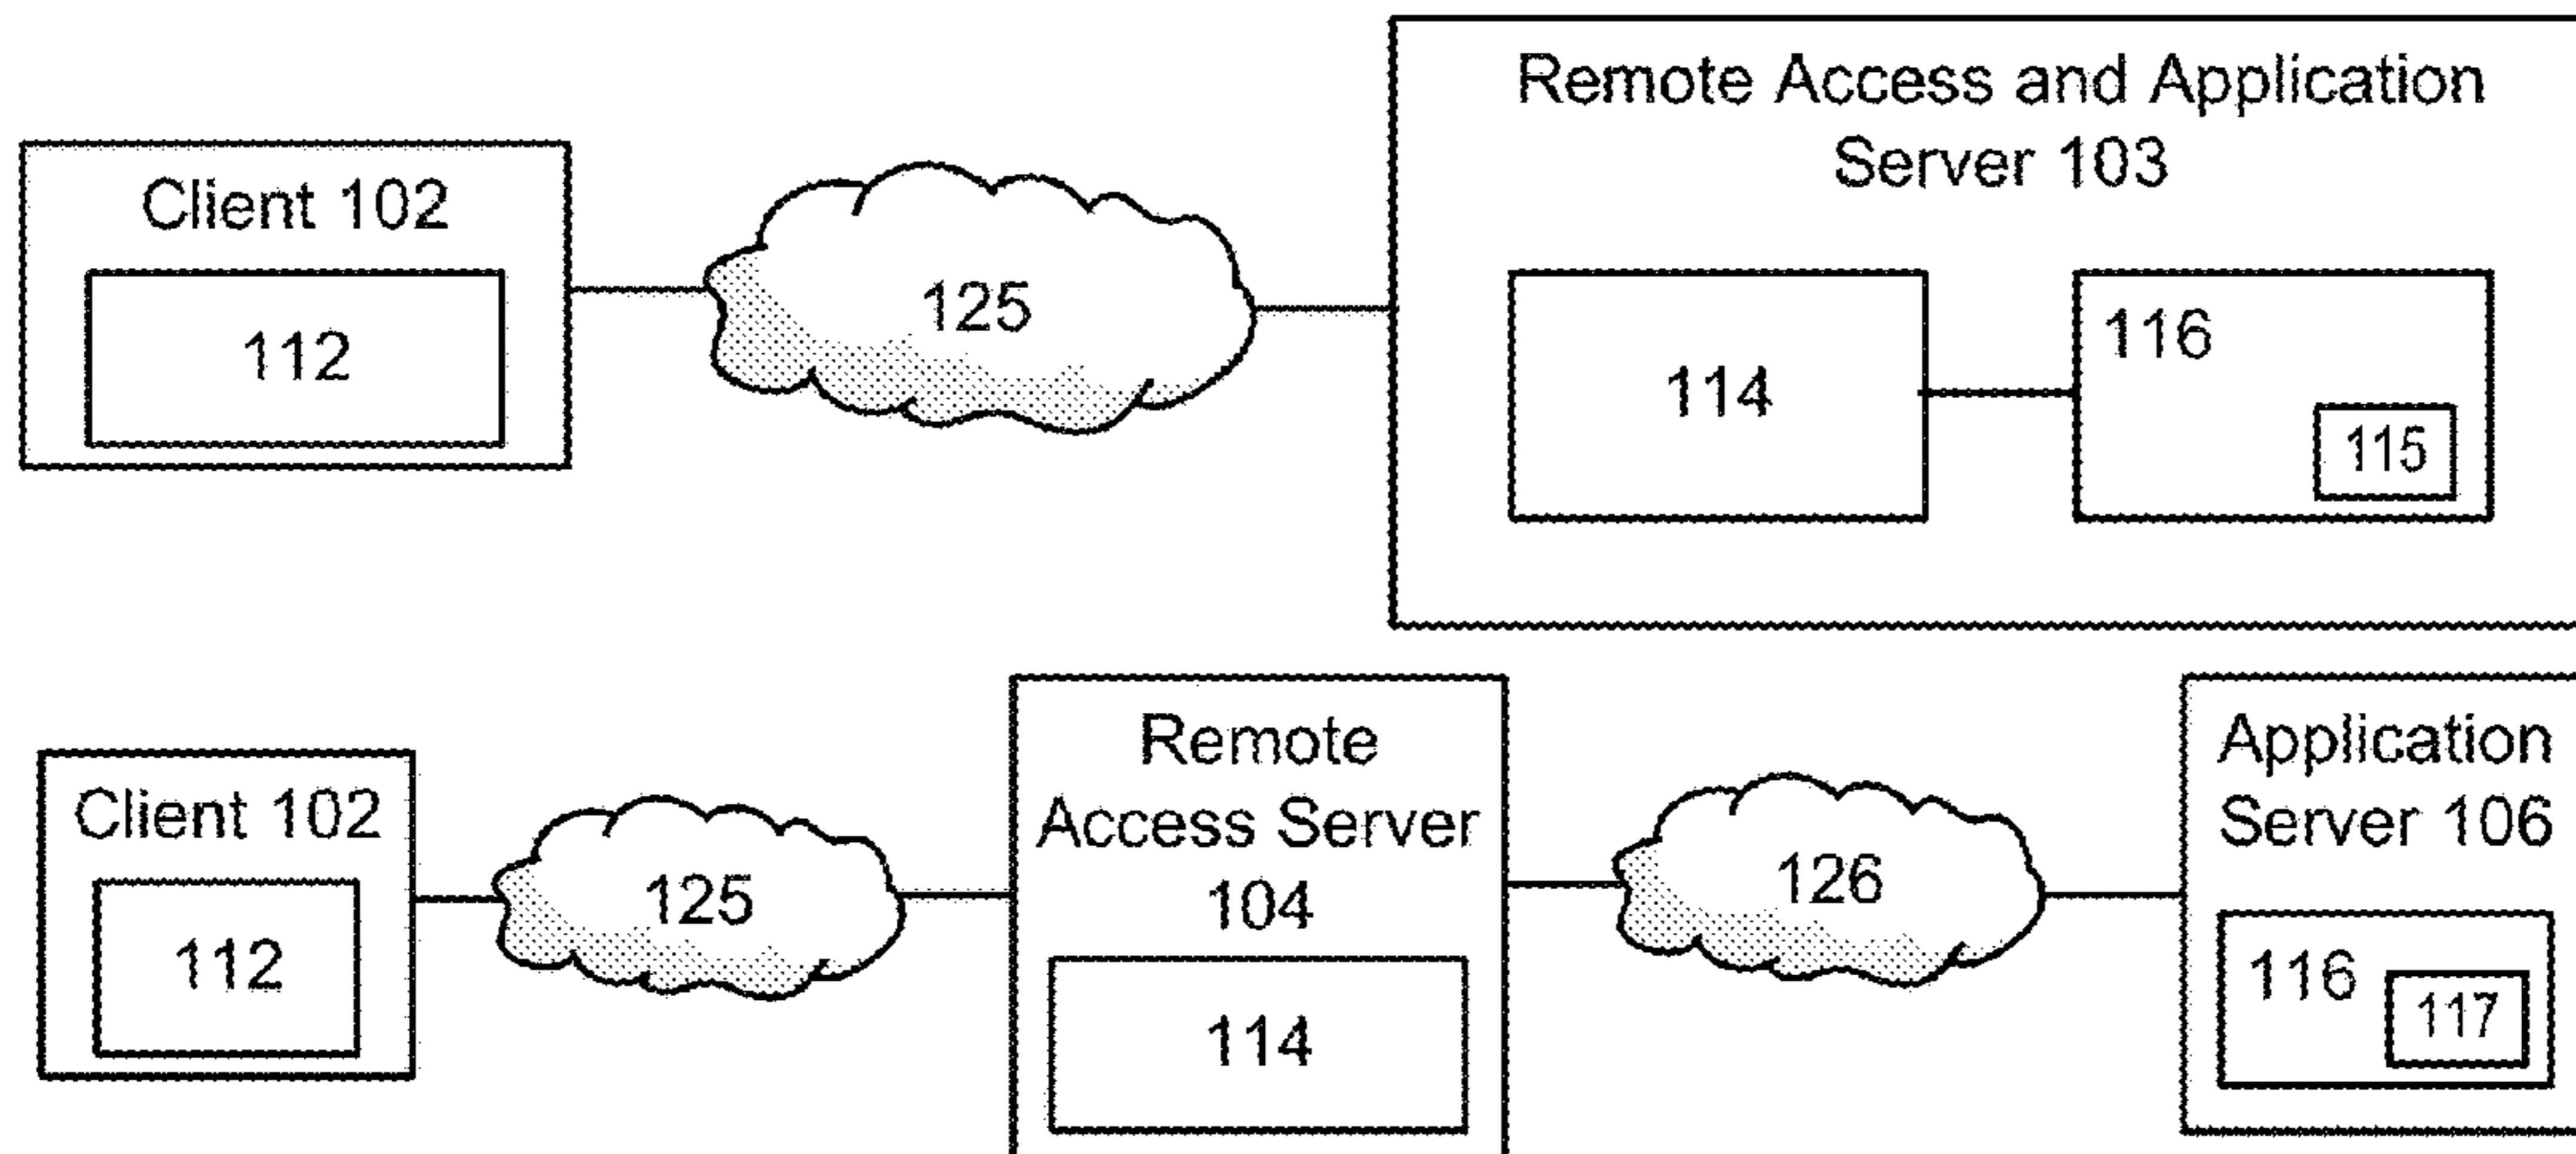 Remote Access and Application
Server 103
Client 102
112
125
114
116
115
Client 102
112
125
Remote
Access Server
104
114
126
Application
Server 106
116
117